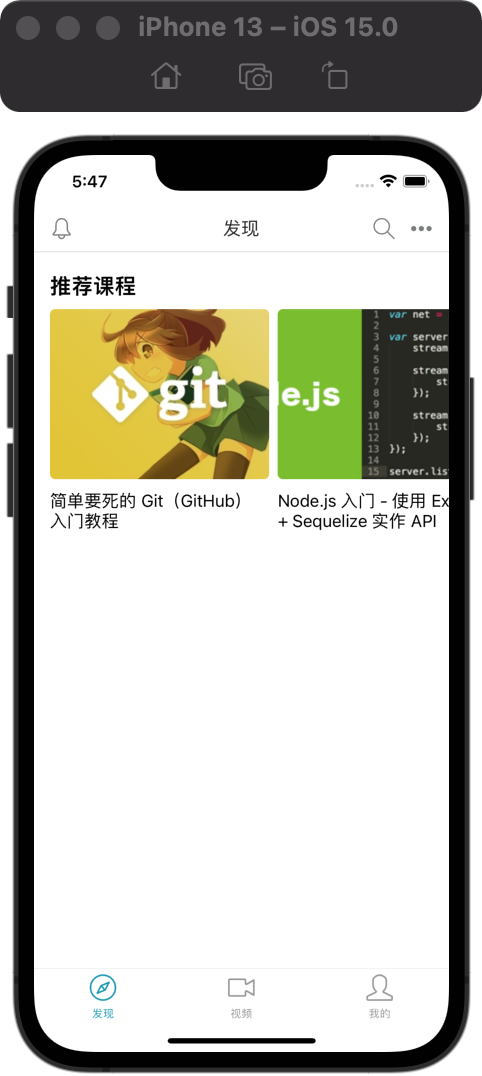 iPhone 13 – iOS 15.0
5:47
发现
推荐课程
git
e.js
1 var net =
2
3 var server
4 stream
5
6 stream
7 st
8 });
9
10 stream
11 st
12 });
13 });
14
15 server.list
简单要死的 Git（GitHub）
入门教程
Node.js 入门 - 使用 Ex
+ Sequelize 实作 API
发现
视频
我的